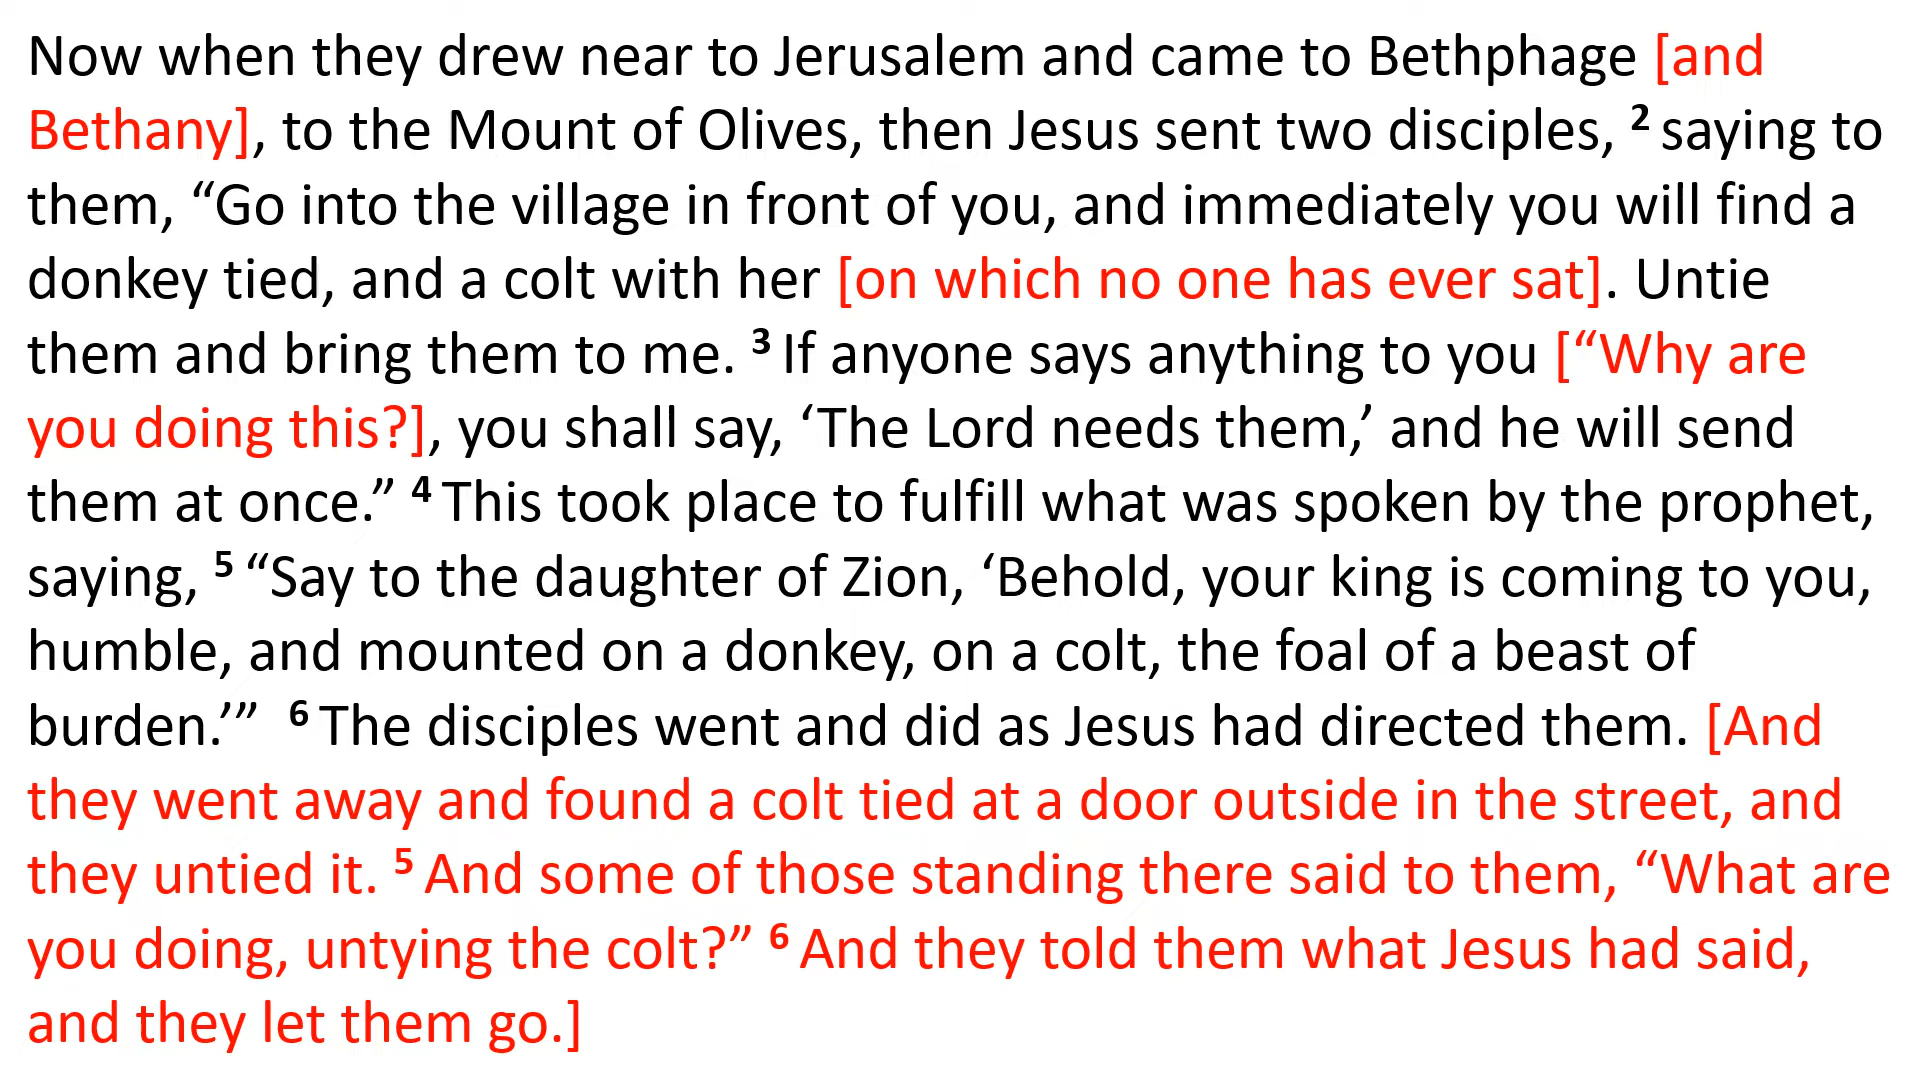 Now when they drew near to Jerusalem and came to Bethphage [and
Bethany], to the Mount of Olives, then Jesus sent two disciples, 2 saying to
them, “Go into the village in front of you, and immediately you will find a
donkey tied, and a colt with her [on which no one has ever sat]. Untie
them and bring them to me. 3 If anyone says anything to you [“Why are
you doing this?], you shall say, ‘The Lord needs them,’ and he will send
them at once.” 4 This took place to fulfill what was spoken by the prophet,
saying, 5 “Say to the daughter of Zion, ‘Behold, your king is coming to you,
humble, and mounted on a donkey, on a colt, the foal of a beast of
burden.’” 6 The disciples went and did as Jesus had directed them. [And
they went away and found a colt tied at a door outside in the street, and
they untied it. 5 And some of those standing there said to them, “What are
you doing, untying the colt?” 6 And they told them what Jesus had said,
and they let them go.]